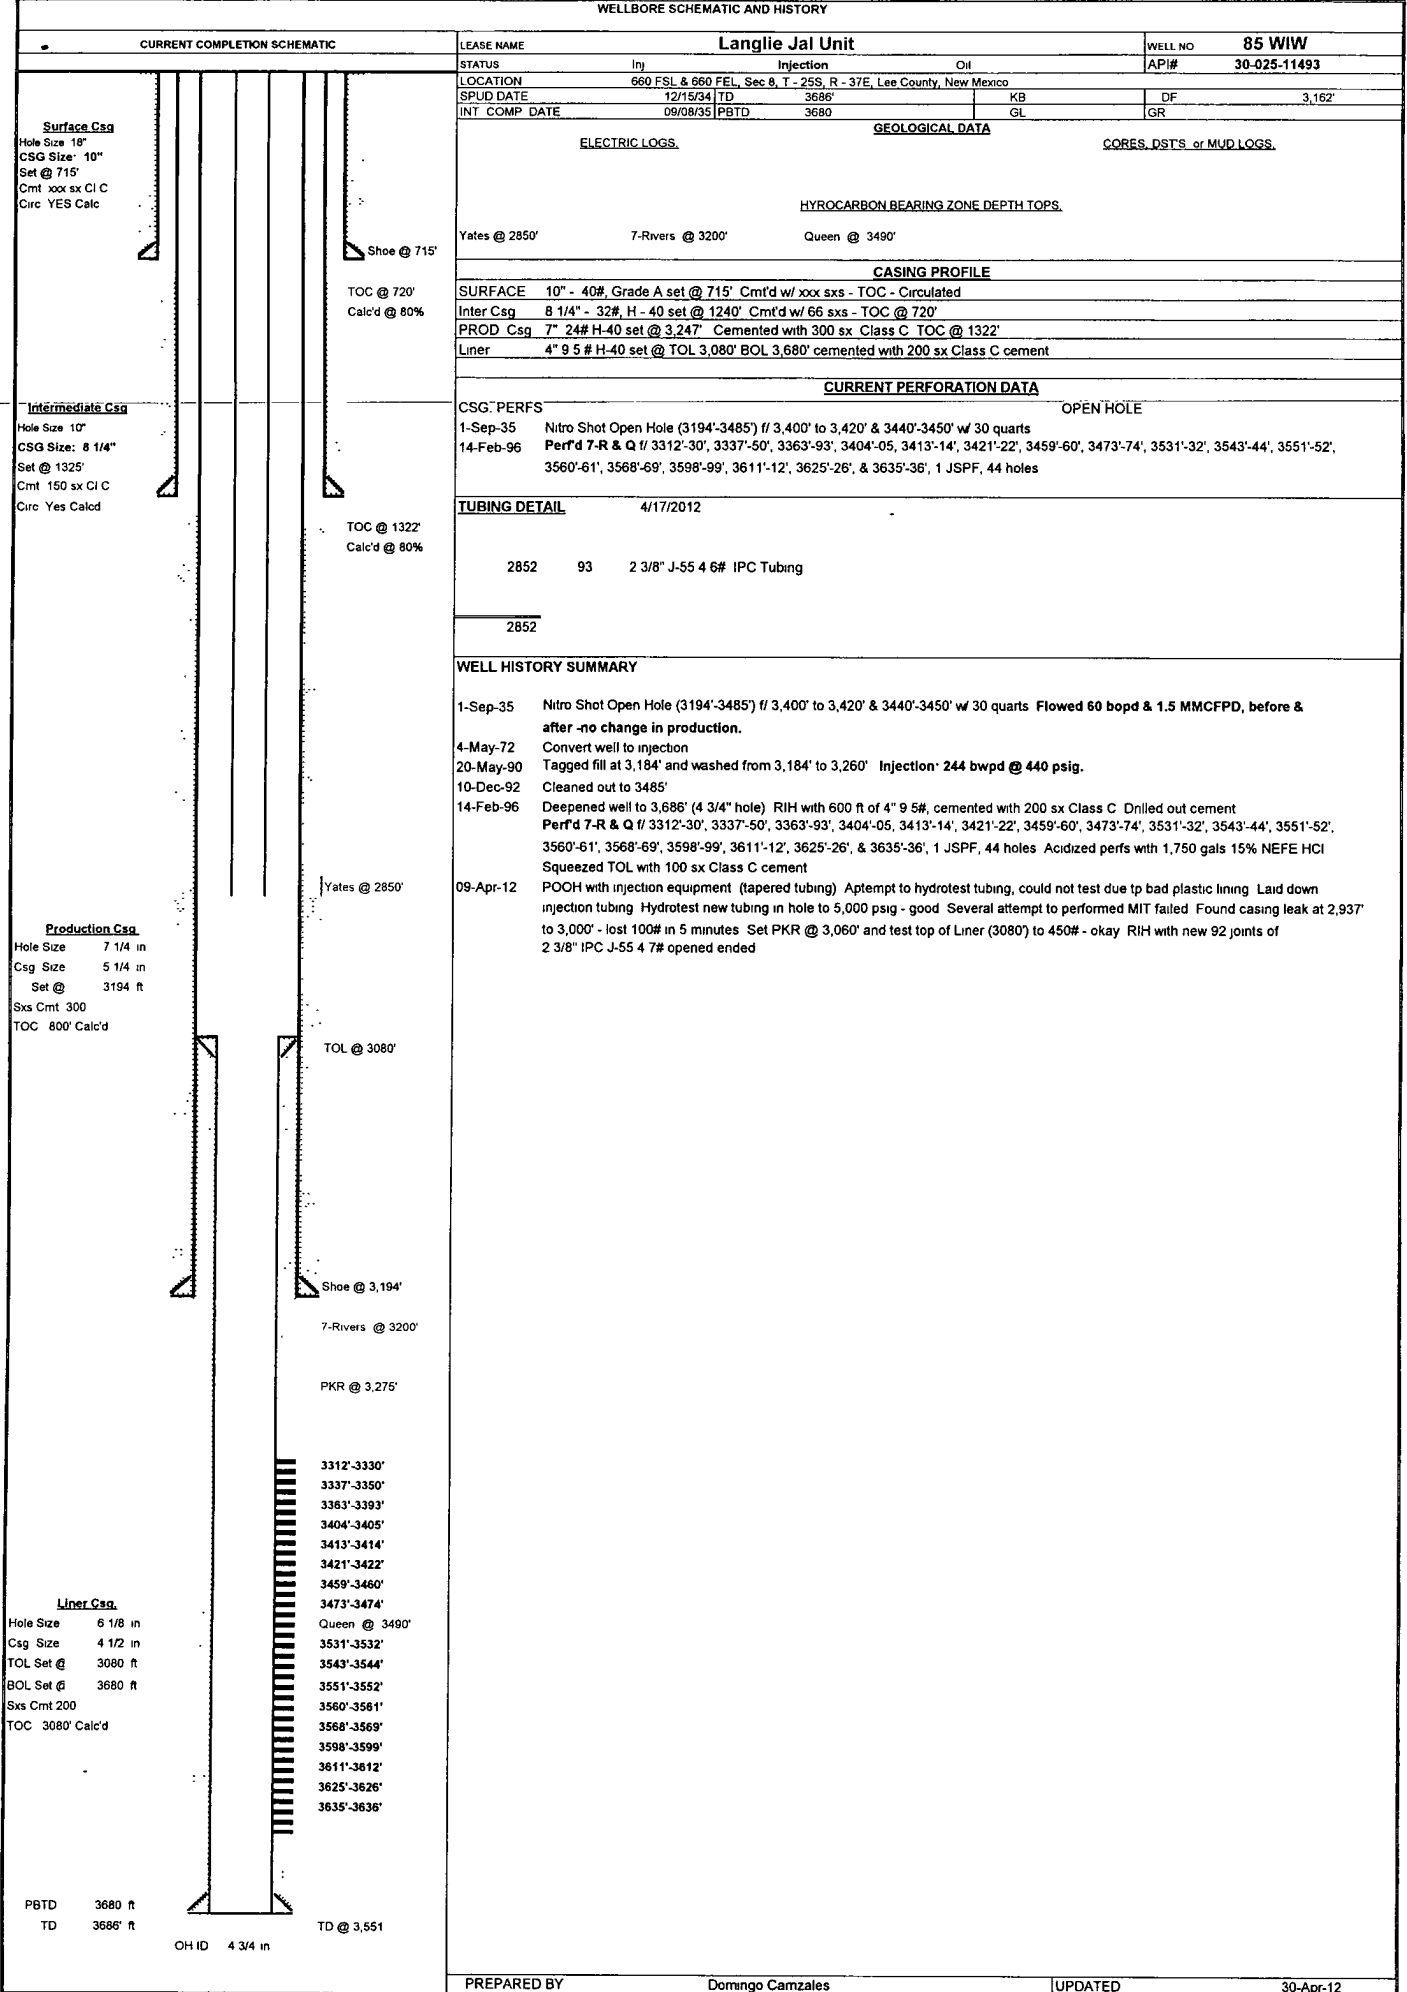 WELLBORE SCHEMATIC AND HISTORY
CURRENT COMPLETION SCHEMATIC
LEASE NAME Langlie Jal Unit WELL NO 85 WIW
STATUS Inj Injection Oil API# 30-025-11493
LOCATION 660 FSL & 660 FEL, Sec 8, T - 25S, R - 37E, Lee County, New Mexico
SPUD DATE 12/15/34 TD 3686' KB DF 3,162'
INT COMP DATE 09/08/35 PBTD 3680 GL GR
GEOLOGICAL DATA
ELECTRIC LOGS. CORES, DST'S or MUD LOGS.
HYROCARBON BEARING ZONE DEPTH TOPS.
Yates @ 2850' 7-Rivers @ 3200' Queen @ 3490'
CASING PROFILE
SURFACE 10" - 40#, Grade A set @ 715' Cmt'd w/ xxx sxs - TOC - Circulated
Inter Csg 8 1/4" - 32#, H - 40 set @ 1240' Cmt'd w/ 66 sxs - TOC @ 720'
PROD Csg 7" 24# H-40 set @ 3,247' Cemented with 300 sx Class C TOC @ 1322'
Liner 4" 9 5 # H-40 set @ TOL 3,080' BOL 3,680' cemented with 200 sx Class C cement
CURRENT PERFORATION DATA
CSG. PERFS OPEN HOLE
1-Sep-35 Nitro Shot Open Hole (3194'-3485') f/ 3,400' to 3,420' & 3440'-3450' w/ 30 quarts
14-Feb-96 Perf'd 7-R & Q f/ 3312'-30', 3337'-50', 3363'-93', 3404'-05, 3413'-14', 3421'-22', 3459'-60', 3473'-74', 3531'-32', 3543'-44', 3551'-52',
3560'-61', 3568'-69', 3598'-99', 3611'-12', 3625'-26', & 3635'-36', 1 JSPF, 44 holes
TUBING DETAIL 4/17/2012
2852 93 2 3/8" J-55 4 6# IPC Tubing
2852
WELL HISTORY SUMMARY
1-Sep-35 Nitro Shot Open Hole (3194'-3485') f/ 3,400' to 3,420' & 3440'-3450' w/ 30 quarts Flowed 60 bopd & 1.5 MMCFPD, before &
after -no change in production.
4-May-72 Convert well to injection
20-May-90 Tagged fill at 3,184' and washed from 3,184' to 3,260' Injection· 244 bwpd @ 440 psig.
10-Dec-92 Cleaned out to 3485'
14-Feb-96 Deepened well to 3,686' (4 3/4" hole) RIH with 600 ft of 4" 9 5#, cemented with 200 sx Class C Drilled out cement
Perf'd 7-R & Q f/ 3312'-30', 3337'-50', 3363'-93', 3404'-05, 3413'-14', 3421'-22', 3459'-60', 3473'-74', 3531'-32', 3543'-44', 3551'-52',
3560'-61', 3568'-69', 3598'-99', 3611'-12', 3625'-26', & 3635'-36', 1 JSPF, 44 holes Acidized perfs with 1,750 gals 15% NEFE HCl
Squeezed TOL with 100 sx Class C cement
09-Apr-12 POOH with injection equipment (tapered tubing) Aptempt to hydrotest tubing, could not test due tp bad plastic lining Laid down
injection tubing Hydrotest new tubing in hole to 5,000 psig - good Several attempt to performed MIT failed Found casing leak at 2,937'
to 3,000' - lost 100# in 5 minutes Set PKR @ 3,060' and test top of Liner (3080') to 450# - okay RIH with new 92 joints of
2 3/8" IPC J-55 4 7# opened ended
Surface Csg
Hole Size 18"
CSG Size· 10"
Set @ 715'
Cmt xxx sx Cl C
Circ YES Calc
Shoe @ 715'
TOC @ 720'
Calc'd @ 80%
Intermediate Csg
Hole Size 10"
CSG Size: 8 1/4"
Set @ 1325'
Cmt 150 sx Cl C
Circ Yes Calcd
TOC @ 1322'
Calc'd @ 80%
Yates @ 2850'
Production Csg
Hole Size 7 1/4 in
Csg Size 5 1/4 in
Set @ 3194 ft
Sxs Cmt 300
TOC 800' Calc'd
TOL @ 3080'
Shoe @ 3,194'
7-Rivers @ 3200'
PKR @ 3,275'
3312'-3330'
3337'-3350'
3363'-3393'
3404'-3405'
3413'-3414'
3421'-3422'
3459'-3460'
3473'-3474'
Queen @ 3490'
3531'-3532'
3543'-3544'
3551'-3552'
3560'-3561'
3568'-3569'
3598'-3599'
3611'-3612'
3625'-3626'
3635'-3636'
Liner Csg.
Hole Size 6 1/8 in
Csg Size 4 1/2 in
TOL Set @ 3080 ft
BOL Set @ 3680 ft
Sxs Cmt 200
TOC 3080' Calc'd
PBTD 3680 ft
TD 3686' ft
TD @ 3,551
OH ID 4 3/4 in
PREPARED BY Domingo Camzales UPDATED 30-Apr-12